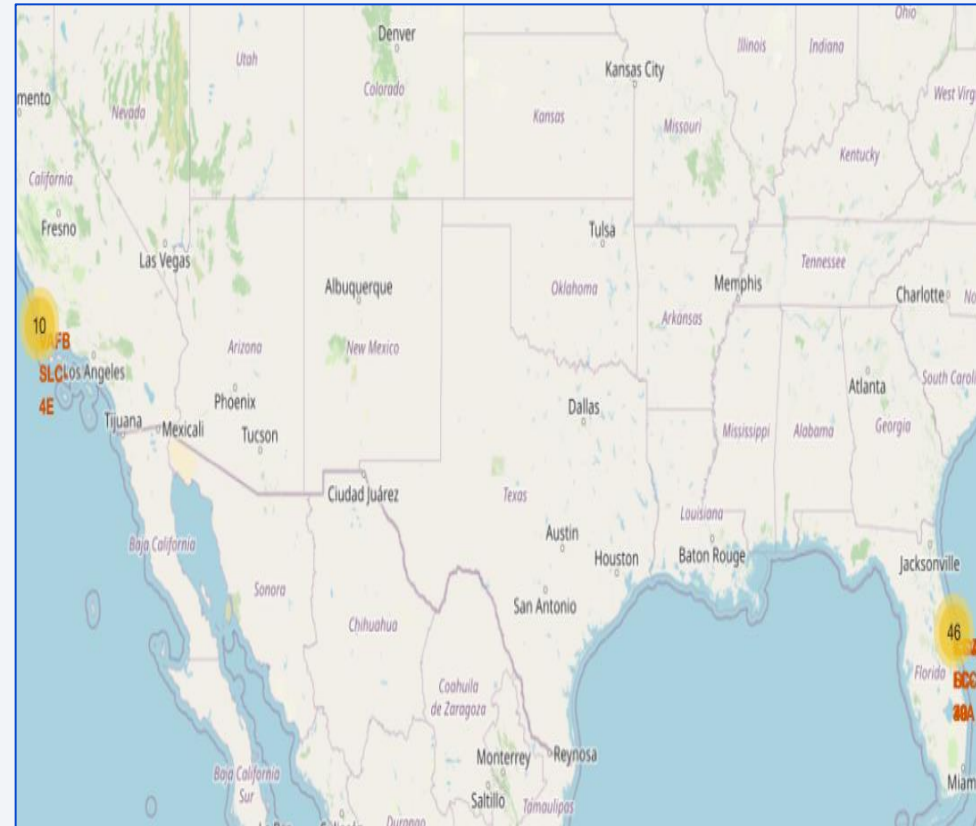 Ohio
Denver
Illinois
Indiana
Utah
Kansas City
Colorado
West Virg
mento
Nevada
Kansas
Missouri
Kentucky
California
Fresno
Tulsa
Las Vegas
Tennessee
Albuquerque
Oklahoma
Memphis
Charlotte
No
10
Arkansas
VAFB
Arizona
New Mexico
SLC-
Los Angeles
Atlanta
South Caroli
4E
Phoenix
Dallas
Tijuana
Mexicali
Tucson
Mississippi
Alabama
Georgia
Ciudad Juárez
Texas
Louisiana
Austin
Baja California
Houston
Baton Rouge
Jacksonville
Sonora
San Antonio
Chihuahua
46
Florida
Coahuila
de Zaragoza
Monterrey
Reynosa
Baja California
Sur
Miam
Saltillo
Tamaulipas
Durango